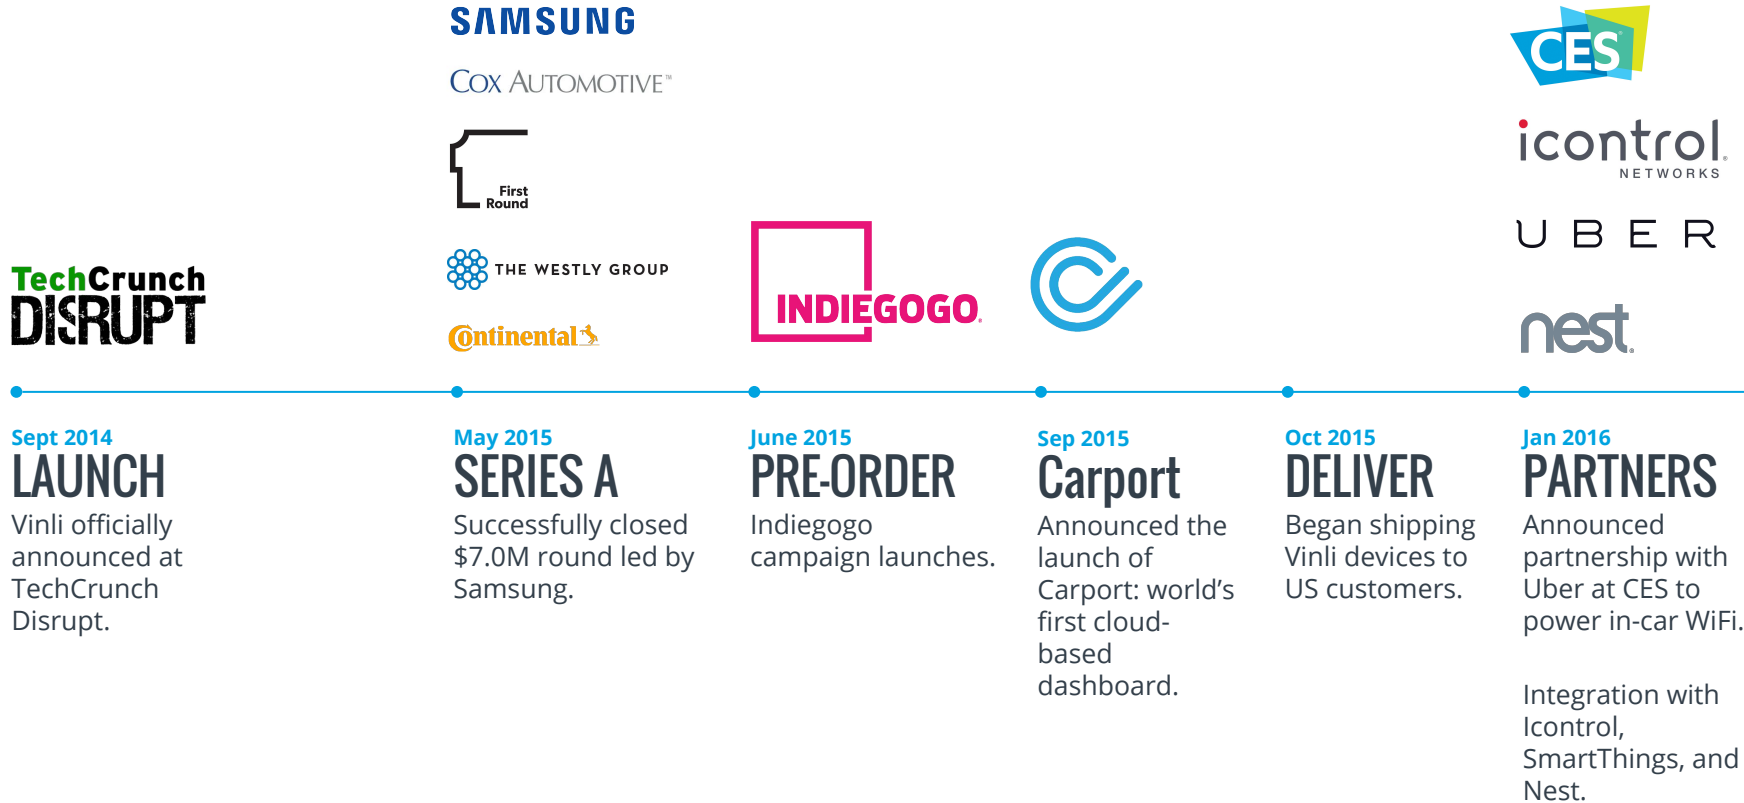 SAMSUNG
COX AUTOMOTIVE™
First
Round
THE WESTLY GROUP
Continental
TechCrunch
DISRUPT
INDIEGOGO.
CES
icontrol
NETWORKS
UBER
nest
Sept 2014
LAUNCH
Vinli officially
announced at
TechCrunch
Disrupt.
May 2015
SERIES A
Successfully closed
$7.0M round led by
Samsung.
June 2015
PRE-ORDER
Indiegogo
campaign launches.
Sep 2015
Carport
Announced the
launch of
Carport: world’s
first cloud-
based
dashboard.
Oct 2015
DELIVER
Began shipping
Vinli devices to
US customers.
Jan 2016
PARTNERS
Announced
partnership with
Uber at CES to
power in-car WiFi.
Integration with
Icontrol,
SmartThings, and
Nest.